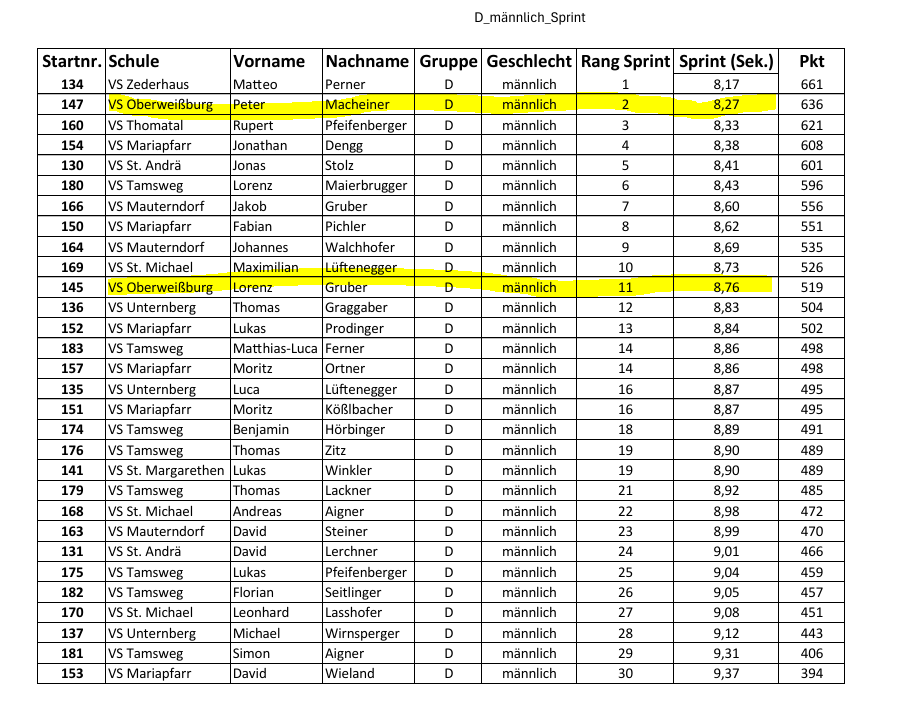 D_männlich_Sprint
Startnr. Schule Vorname Nachname Gruppe Geschlecht Rang Sprint Sprint (Sek.) Pkt
134 VS Zederhaus Matteo Perner D männlich 1 8,17 661
147 VS Oberweißburg Peter Macheiner D männlich 2 8,27 636
160 VS Thomatal Rupert Pfeifenberger D männlich 3 8,33 621
154 VS Mariapfarr Jonathan Dengg D männlich 4 8,38 608
130 VS St. Andrä Jonas Stolz D männlich 5 8,41 601
180 VS Tamsweg Lorenz Maierbrugger D männlich 6 8,43 596
166 VS Mauterndorf Jakob Gruber D männlich 7 8,60 556
150 VS Mariapfarr Fabian Pichler D männlich 8 8,62 551
164 VS Mauterndorf Johannes Walchhofer D männlich 9 8,69 535
169 VS St. Michael Maximilian Lüftenegger D männlich 10 8,73 526
145 VS Oberweißburg Lorenz Gruber D männlich 11 8,76 519
136 VS Unternberg Thomas Graggaber D männlich 12 8,83 504
152 VS Mariapfarr Lukas Prodinger D männlich 13 8,84 502
183 VS Tamsweg Matthias-Luca Ferner D männlich 14 8,86 498
157 VS Mariapfarr Moritz Ortner D männlich 14 8,86 498
135 VS Unternberg Luca Lüftenegger D männlich 16 8,87 495
151 VS Mariapfarr Moritz Kößlbacher D männlich 16 8,87 495
174 VS Tamsweg Benjamin Hörbinger D männlich 18 8,89 491
176 VS Tamsweg Thomas Zitz D männlich 19 8,90 489
141 VS St. Margarethen Lukas Winkler D männlich 19 8,90 489
179 VS Tamsweg Thomas Lackner D männlich 21 8,92 485
168 VS St. Michael Andreas Aigner D männlich 22 8,98 472
163 VS Mauterndorf David Steiner D männlich 23 8,99 470
131 VS St. Andrä David Lerchner D männlich 24 9,01 466
175 VS Tamsweg Lukas Pfeifenberger D männlich 25 9,04 459
182 VS Tamsweg Florian Seitlinger D männlich 26 9,05 457
170 VS St. Michael Leonhard Lasshofer D männlich 27 9,08 451
137 VS Unternberg Michael Wirnsperger D männlich 28 9,12 443
181 VS Tamsweg Simon Aigner D männlich 29 9,31 406
153 VS Mariapfarr David Wieland D männlich 30 9,37 394